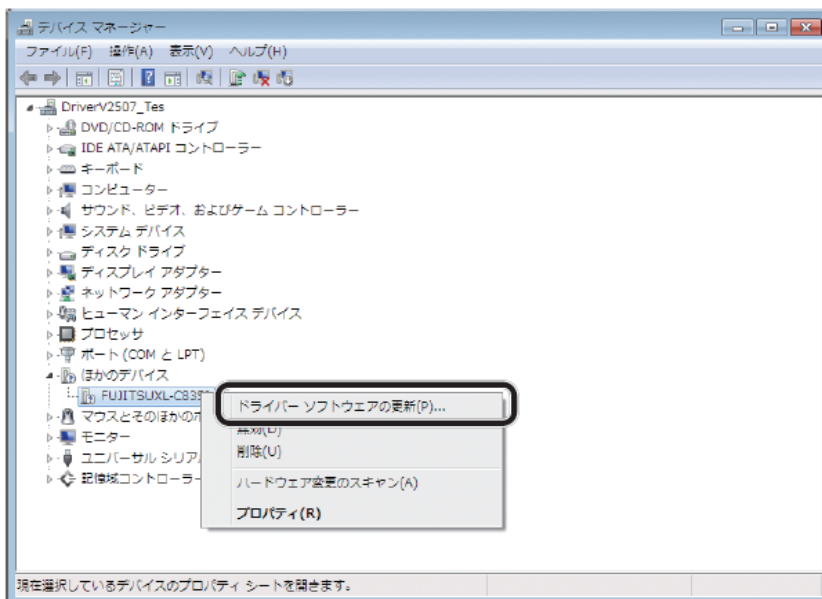 デバイス マネージャー
ファイル(F) 操作(A) 表示(V) ヘルプ(H)
DriverV2507_Tes
DVD/CD-ROM ドライブ
IDE ATA/ATAPI コントローラー
キーボード
コンピューター
サウンド、ビデオ、およびゲーム コントローラー
システム デバイス
ディスク ドライブ
ディスプレイ アダプター
ネットワーク アダプター
ヒューマン インターフェイス デバイス
プロセッサ
ポート (COM と LPT)
ほかのデバイス
FUJITSUXL-C835
マウスとそのほかのポ
モニター
ユニバーサル シリア
記憶域コントローラー
ドライバー ソフトウェアの更新(P)...
無効(D)
削除(U)
ハードウェア変更のスキャン(A)
プロパティ(R)
現在選択しているデバイスのプロパティ シートを開きます。